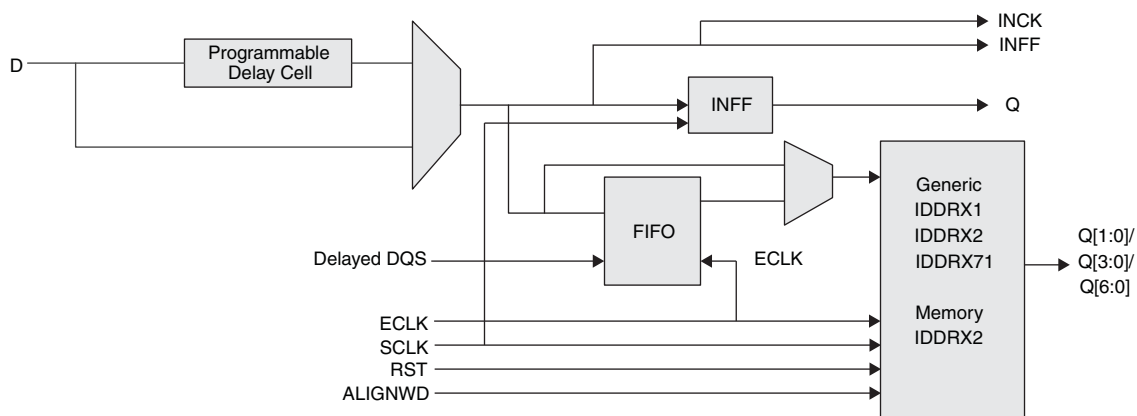 INCK
INFF
D
Programmable
Delay Cell
INFF
Q
Generic
IDDRX1
IDDRX2
IDDRX71
Memory
IDDRX2
FIFO
Delayed DQS
ECLK
Q[1:0]/
Q[3:0]/
Q[6:0]
ECLK
SCLK
RST
ALIGNWD